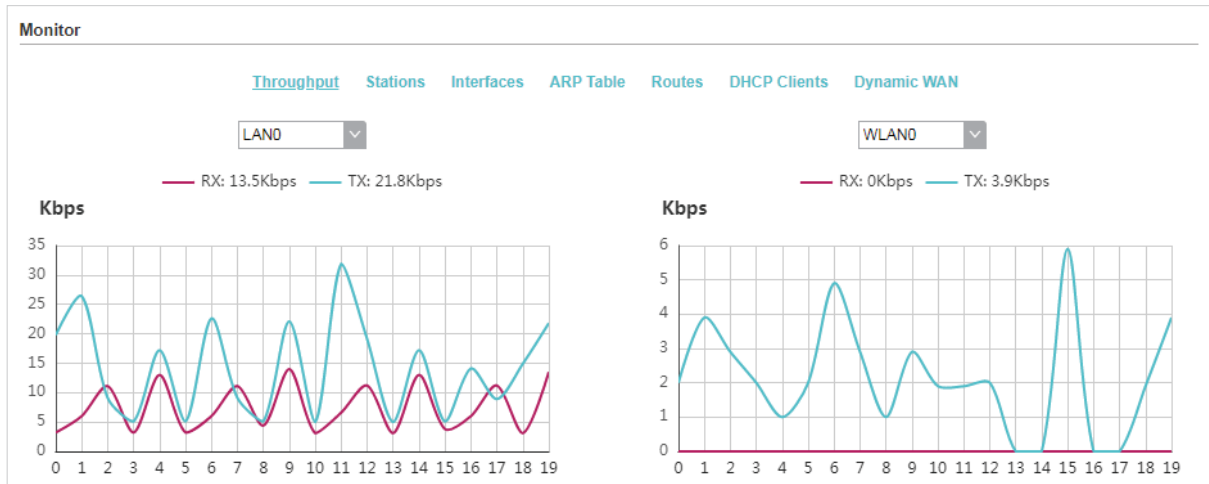 Monitor
Throughput Stations Interfaces ARP Table Routes DHCP Clients Dynamic WAN
LAN0 WLAN0
RX: 13.5Kbps TX: 21.8Kbps RX: 0Kbps TX: 3.9Kbps
Kbps Kbps
35 6
30 5
25 4
20 3
15 2
10 1
5 0
0
0 1 2 3 4 5 6 7 8 9 10 11 12 13 14 15 16 17 18 19 0 1 2 3 4 5 6 7 8 9 10 11 12 13 14 15 16 17 18 19